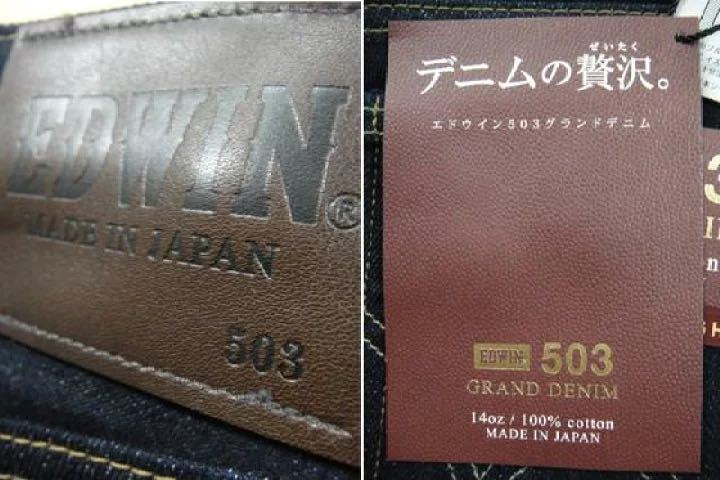 EDWIN®
MADE IN JAPAN
503
ぜいたく
デニムの贅沢。
エドウイン503グランドデニム
EDWIN 503
GRAND DENIM
14oz / 100% cotton
MADE IN JAPAN